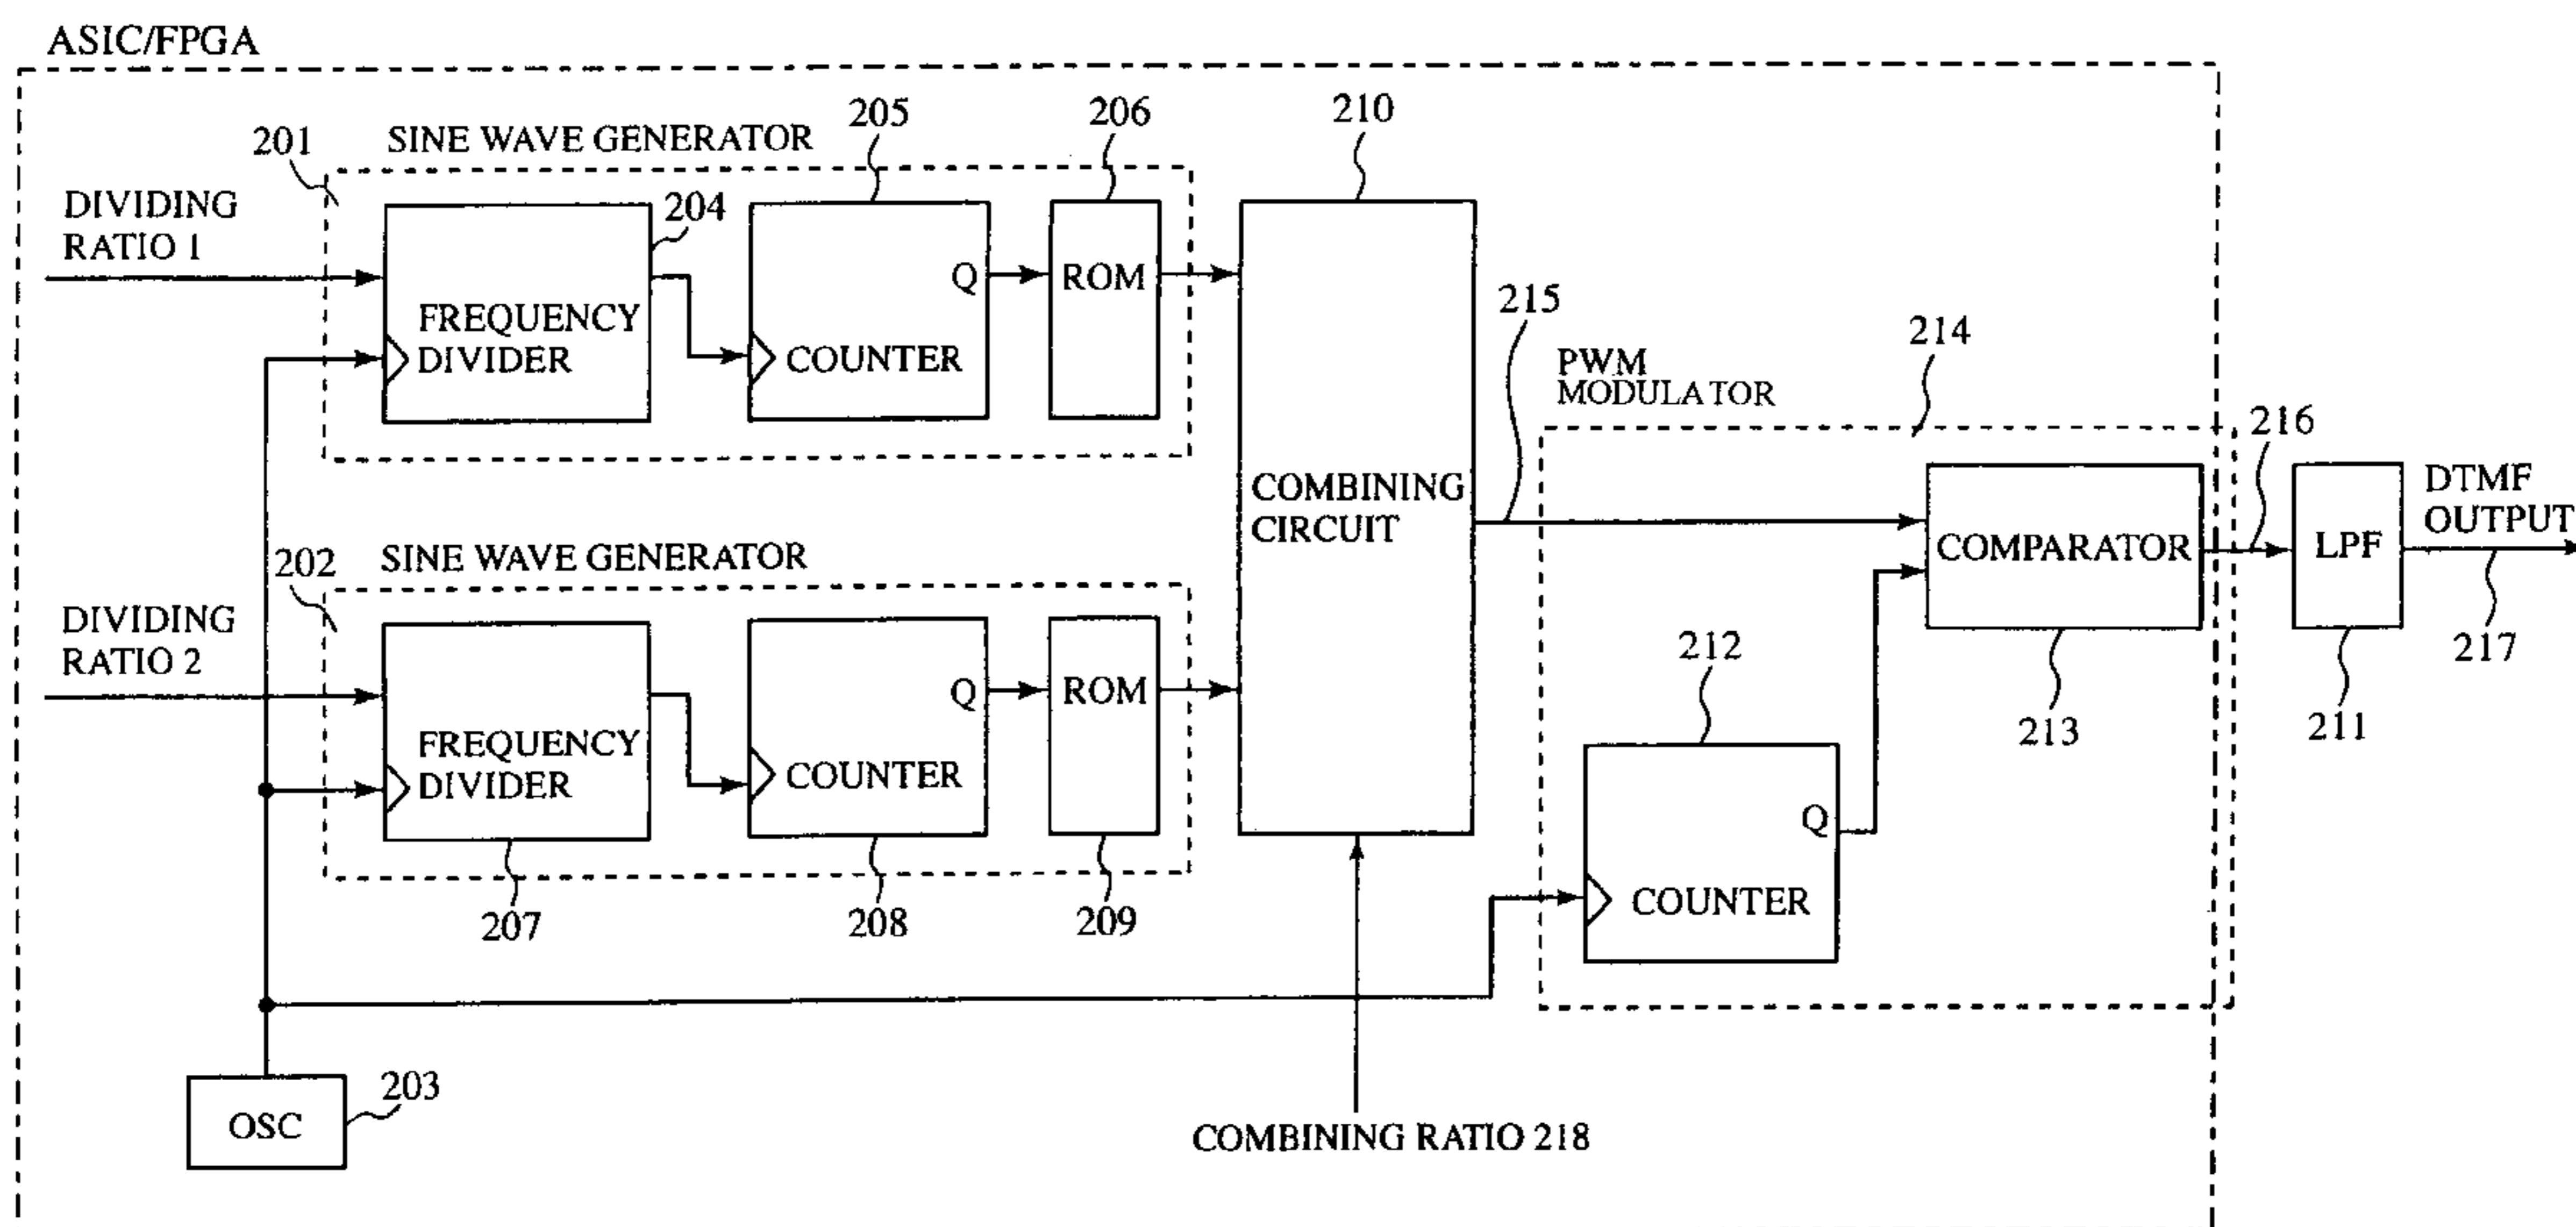 ASIC/FPGA
201
SINE WAVE GENERATOR
205
206
210
DIVIDING
RATIO 1
204
FREQUENCY
DIVIDER
Q
COUNTER
ROM
215
214
PWM
MODULATOR
216
202
SINE WAVE GENERATOR
COMBINING
CIRCUIT
COMPARATOR
LPF
DTMF
OUTPUT
DIVIDING
RATIO 2
FREQUENCY
DIVIDER
Q
COUNTER
ROM
212
213
211
217
207
208
209
Q
COUNTER
OSC
203
COMBINING RATIO 218